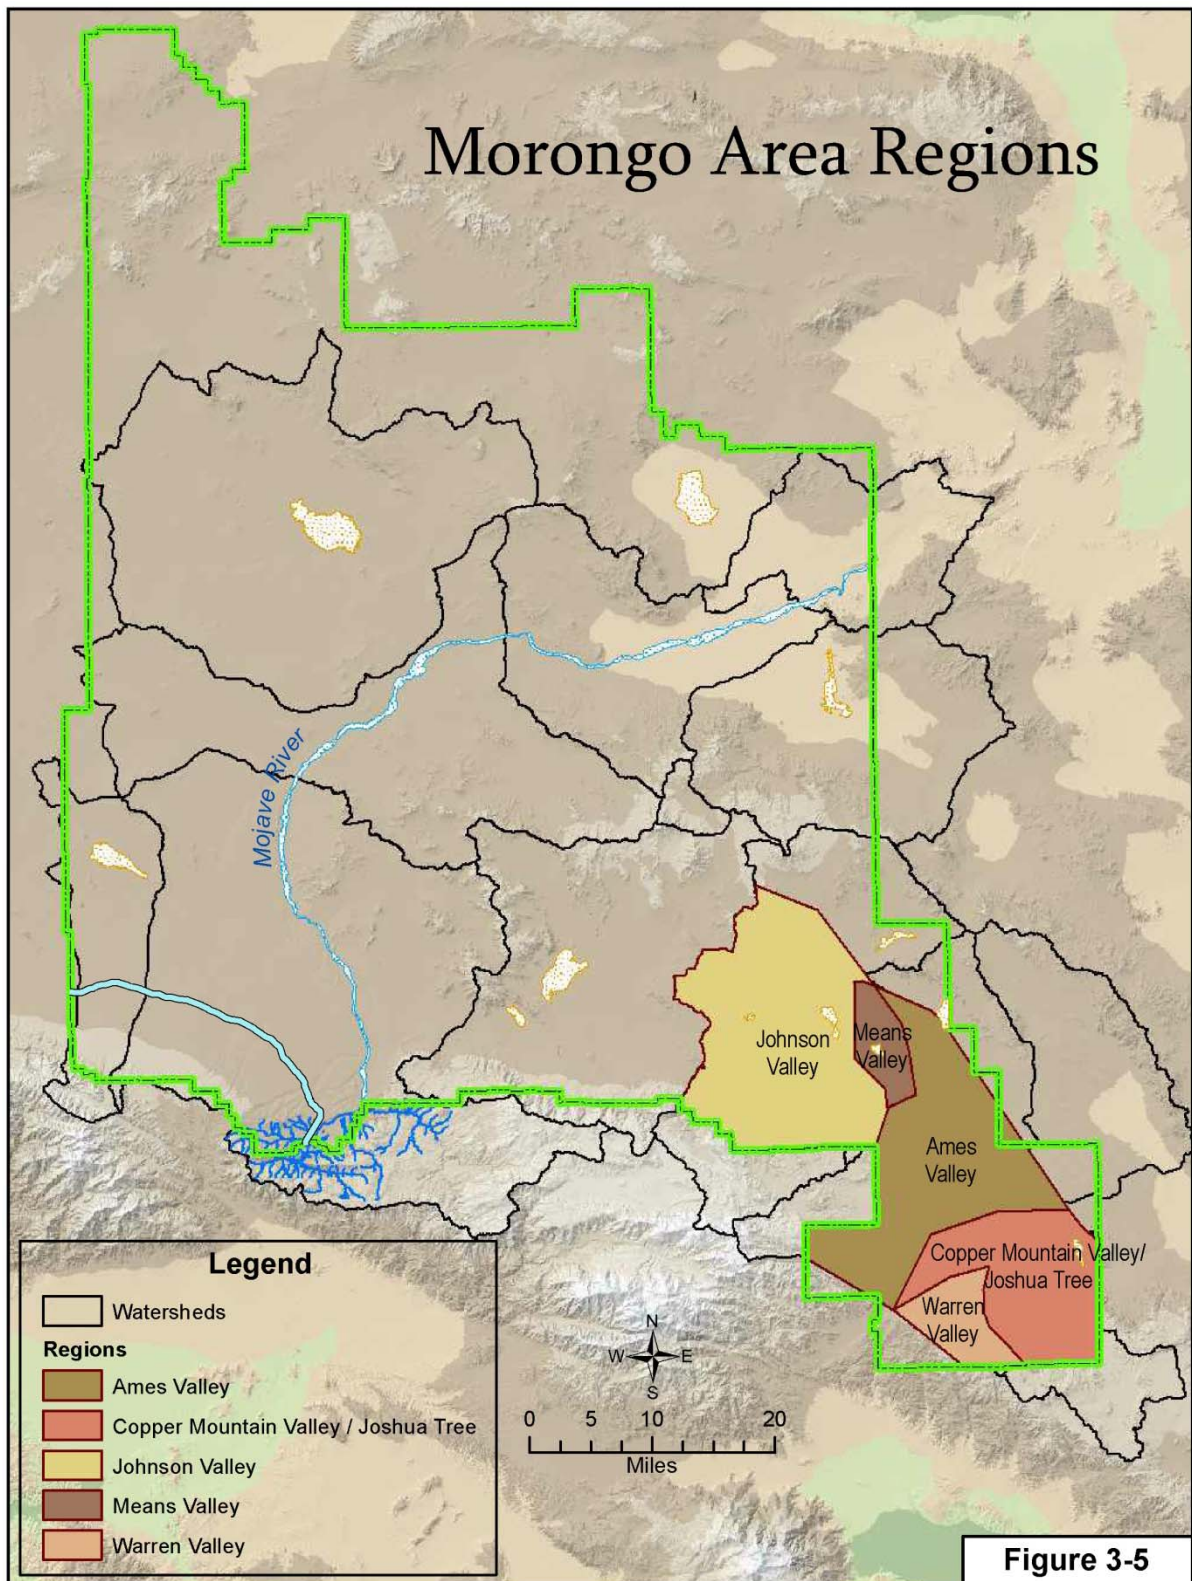 Morongo Area Regions
Mojave River
Johnson
Valley
Means
Valley
Ames
Valley
Copper Mountain Valley/
Joshua Tree
Warren
Valley
Legend
Watersheds
Regions
Ames Valley
Copper Mountain Valley / Joshua Tree
Johnson Valley
Means Valley
Warren Valley
N
W E
S
0 5 10 20
Miles
Figure 3-5